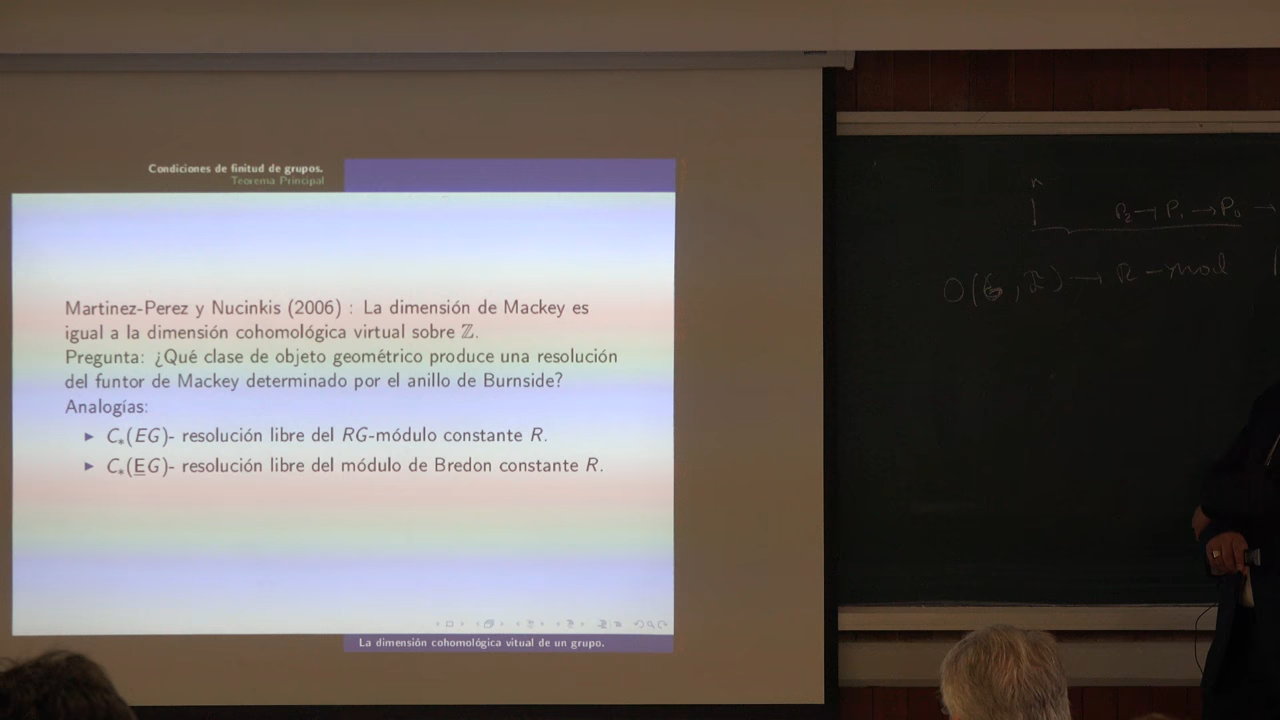 Condiciones de finitud de grupos.
Teorema Principal
Martinez-Perez y Nucinkis (2006) : La dimensión de Mackey es
igual a la dimensión cohomológica virtual sobre ℤ.
Pregunta: ¿Qué clase de objeto geométrico produce una resolución
del funtor de Mackey determinado por el anillo de Burnside?
Analogías:
▶ C⁎(EG)- resolución libre del RG-módulo constante R.
▶ C⁎(E̲G)- resolución libre del módulo de Bredon constante R.
La dimensión cohomológica vitual de un grupo.
n
P₂ → P₁ → P₀ →
R - mod